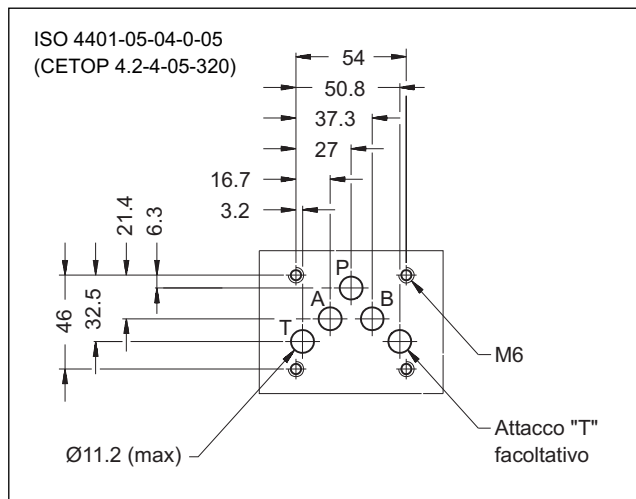 ISO 4401-05-04-0-05
(CETOP 4.2-4-05-320)
54
50.8
37.3
27
16.7
3.2
21.4
6.3
46
32.5
P
A
B
T
M6
Ø11.2 (max)
Attacco "T"
facoltativo